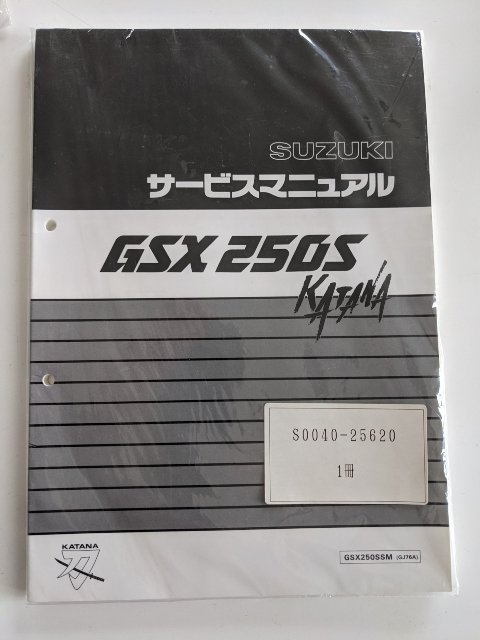 SUZUKI
サービスマニュアル
GSX 250S
KATANA
S0040-25620
1冊
KATANA
刀
GSX250SSM (GJ76A)